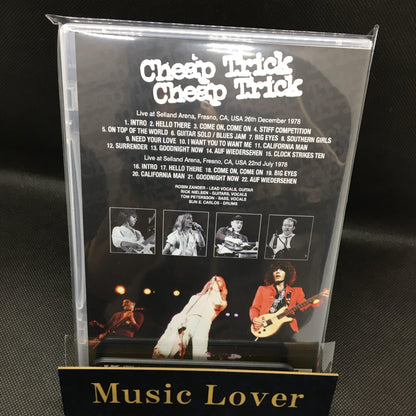 Cheap Trick
Cheap Trick
Live at Selland Arena, Fresno, CA, USA 26th December 1978
1. INTRO 2. HELLO THERE 3. COME ON, COME ON 4. STIFF COMPETITION
5. ON TOP OF THE WORLD 6. GUITAR SOLO / BLUES JAM 7. BIG EYES 8. SOUTHERN GIRLS
9. NEED YOUR LOVE 10. I WANT YOU TO WANT ME 11. CALIFORNIA MAN
12. SURRENDER 13. GOODNIGHT NOW 14. AUF WIEDERSEHEN 15. CLOCK STRIKES TEN
Live at Selland Arena, Fresno, CA, USA 22nd July 1978
16. INTRO 17. HELLO THERE 18. COME ON, COME ON 19. BIG EYES
20. CALIFORNIA MAN 21. GOODNIGHT NOW 22. AUF WIEDERSEHEN
ROBIN ZANDER - LEAD VOCALS, GUITAR
RICK NIELSEN - GUITARS, VOCALS
TOM PETERSSON - BASS, VOCALS
BUN E. CARLOS - DRUMS
Music Lover